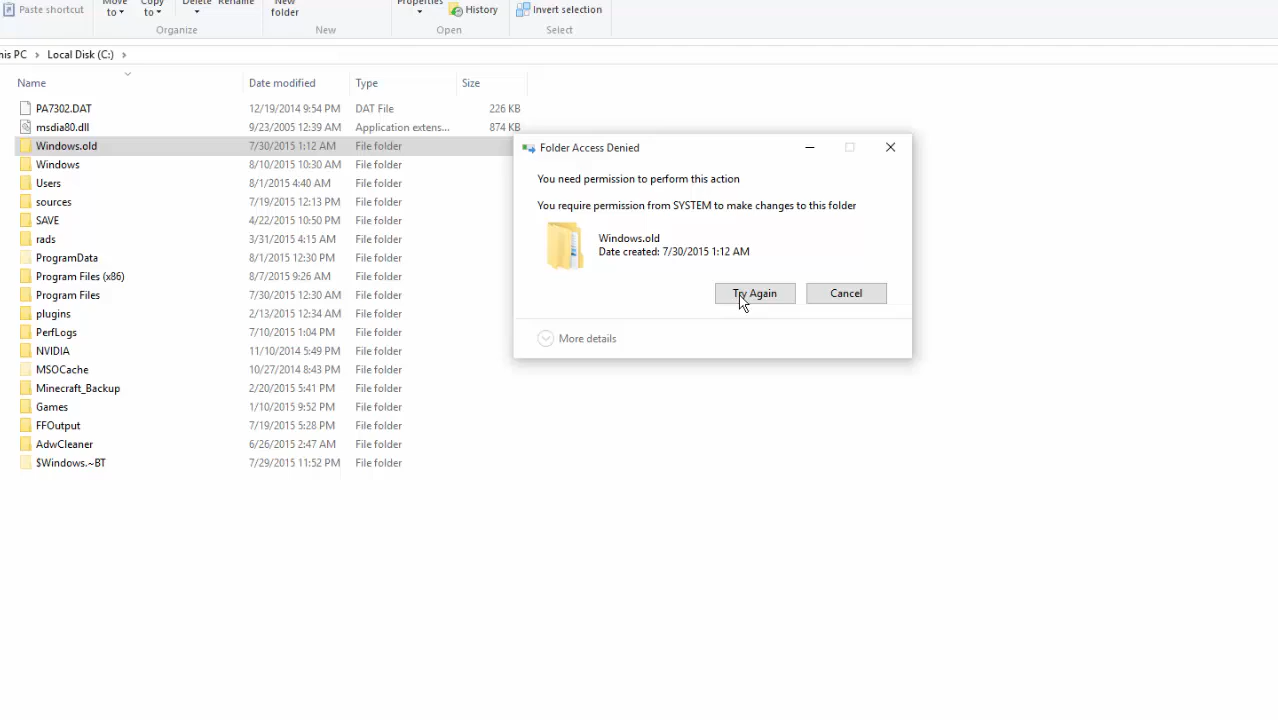 Paste shortcut
Move to
Copy to
Delete
Rename
New folder
Properties
History
Invert selection
Organize
New
Open
Select
his PC > Local Disk (C:) >
Name Date modified Type Size
PA7302.DAT 12/19/2014 9:54 PM DAT File 226 KB
msdia80.dll 9/23/2005 12:39 AM Application extens... 874 KB
Windows.old 7/30/2015 1:12 AM File folder
Windows 8/10/2015 10:30 AM File folder
Users 8/1/2015 4:40 AM File folder
sources 7/19/2015 12:13 PM File folder
SAVE 4/22/2015 10:50 PM File folder
rads 3/31/2015 4:15 AM File folder
ProgramData 8/1/2015 12:30 PM File folder
Program Files (x86) 8/7/2015 9:26 AM File folder
Program Files 7/30/2015 12:30 AM File folder
plugins 2/13/2015 12:34 AM File folder
PerfLogs 7/10/2015 1:04 PM File folder
NVIDIA 11/10/2014 5:49 PM File folder
MSOCache 10/27/2014 8:43 PM File folder
Minecraft_Backup 2/20/2015 5:41 PM File folder
Games 1/10/2015 9:52 PM File folder
FFOutput 7/19/2015 5:28 PM File folder
AdwCleaner 6/26/2015 2:47 AM File folder
$Windows.~BT 7/29/2015 11:52 PM File folder
Folder Access Denied
You need permission to perform this action
You require permission from SYSTEM to make changes to this folder
Windows.old
Date created: 7/30/2015 1:12 AM
Try Again Cancel
More details